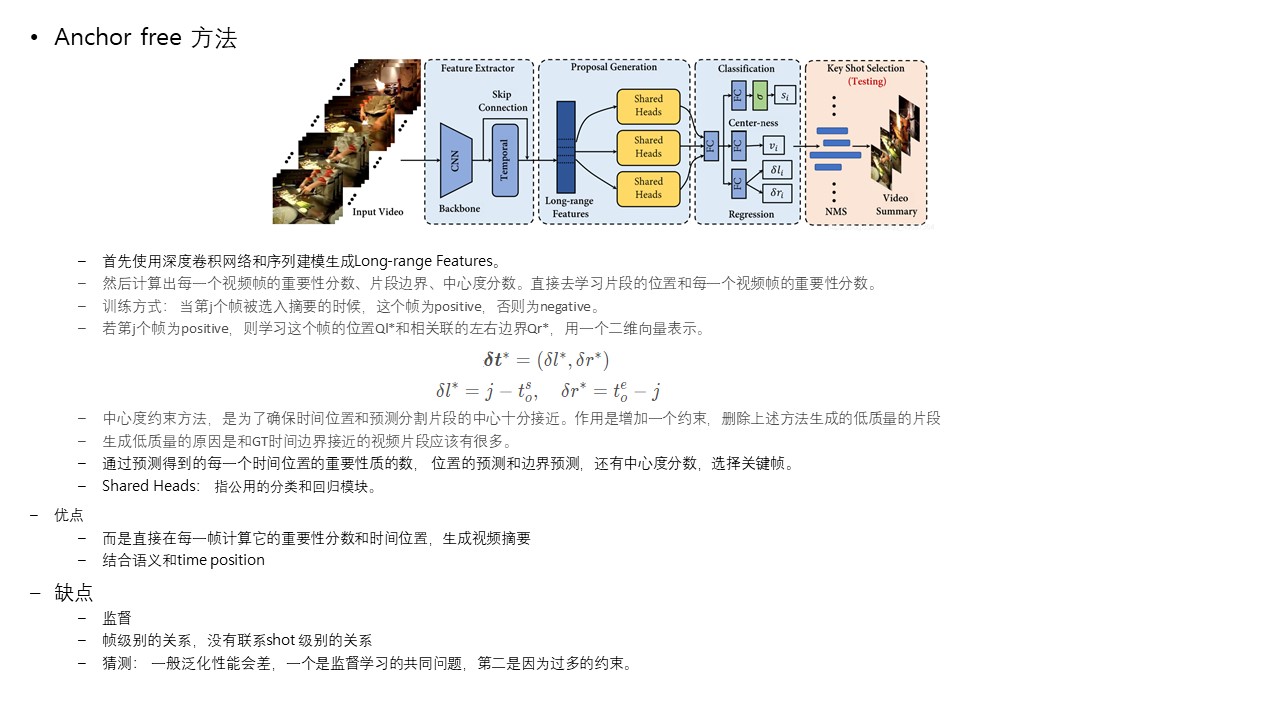 • Anchor free 方法
Feature Extractor
Proposal Generation
Classification
Key Shot Selection
(Testing)
Skip
Connection
CNN
Temporal
Backbone
Input Video
Shared
Heads
Shared
Heads
Shared
Heads
Long-range
Features
FC
FC
σ
sᵢ
Center-ness
FC
vᵢ
FC
δlᵢ
δrᵢ
Regression
NMS
Video
Summary
– 首先使用深度卷积网络和序列建模生成Long-range Features。
– 然后计算出每一个视频帧的重要性分数、片段边界、中心度分数。直接去学习片段的位置和每一个视频帧的重要性分数。
– 训练方式： 当第j个帧被选入摘要的时候，这个帧为positive，否则为negative。
– 若第j个帧为positive，则学习这个帧的位置Ql*和相关联的左右边界Qr*，用一个二维向量表示。
δt* = (δl*, δr*)
δl* = j − tₒˢ, δr* = tₒᵉ − j
– 中心度约束方法，是为了确保时间位置和预测分割片段的中心十分接近。作用是增加一个约束，删除上述方法生成的低质量的片段
– 生成低质量的原因是和GT时间边界接近的视频片段应该有很多。
– 通过预测得到的每一个时间位置的重要性质的数， 位置的预测和边界预测，还有中心度分数，选择关键帧。
– Shared Heads： 指公用的分类和回归模块。
– 优点
– 而是直接在每一帧计算它的重要性分数和时间位置，生成视频摘要
– 结合语义和time position
– 缺点
– 监督
– 帧级别的关系，没有联系shot 级别的关系
– 猜测： 一般泛化性能会差，一个是监督学习的共同问题，第二是因为过多的约束。